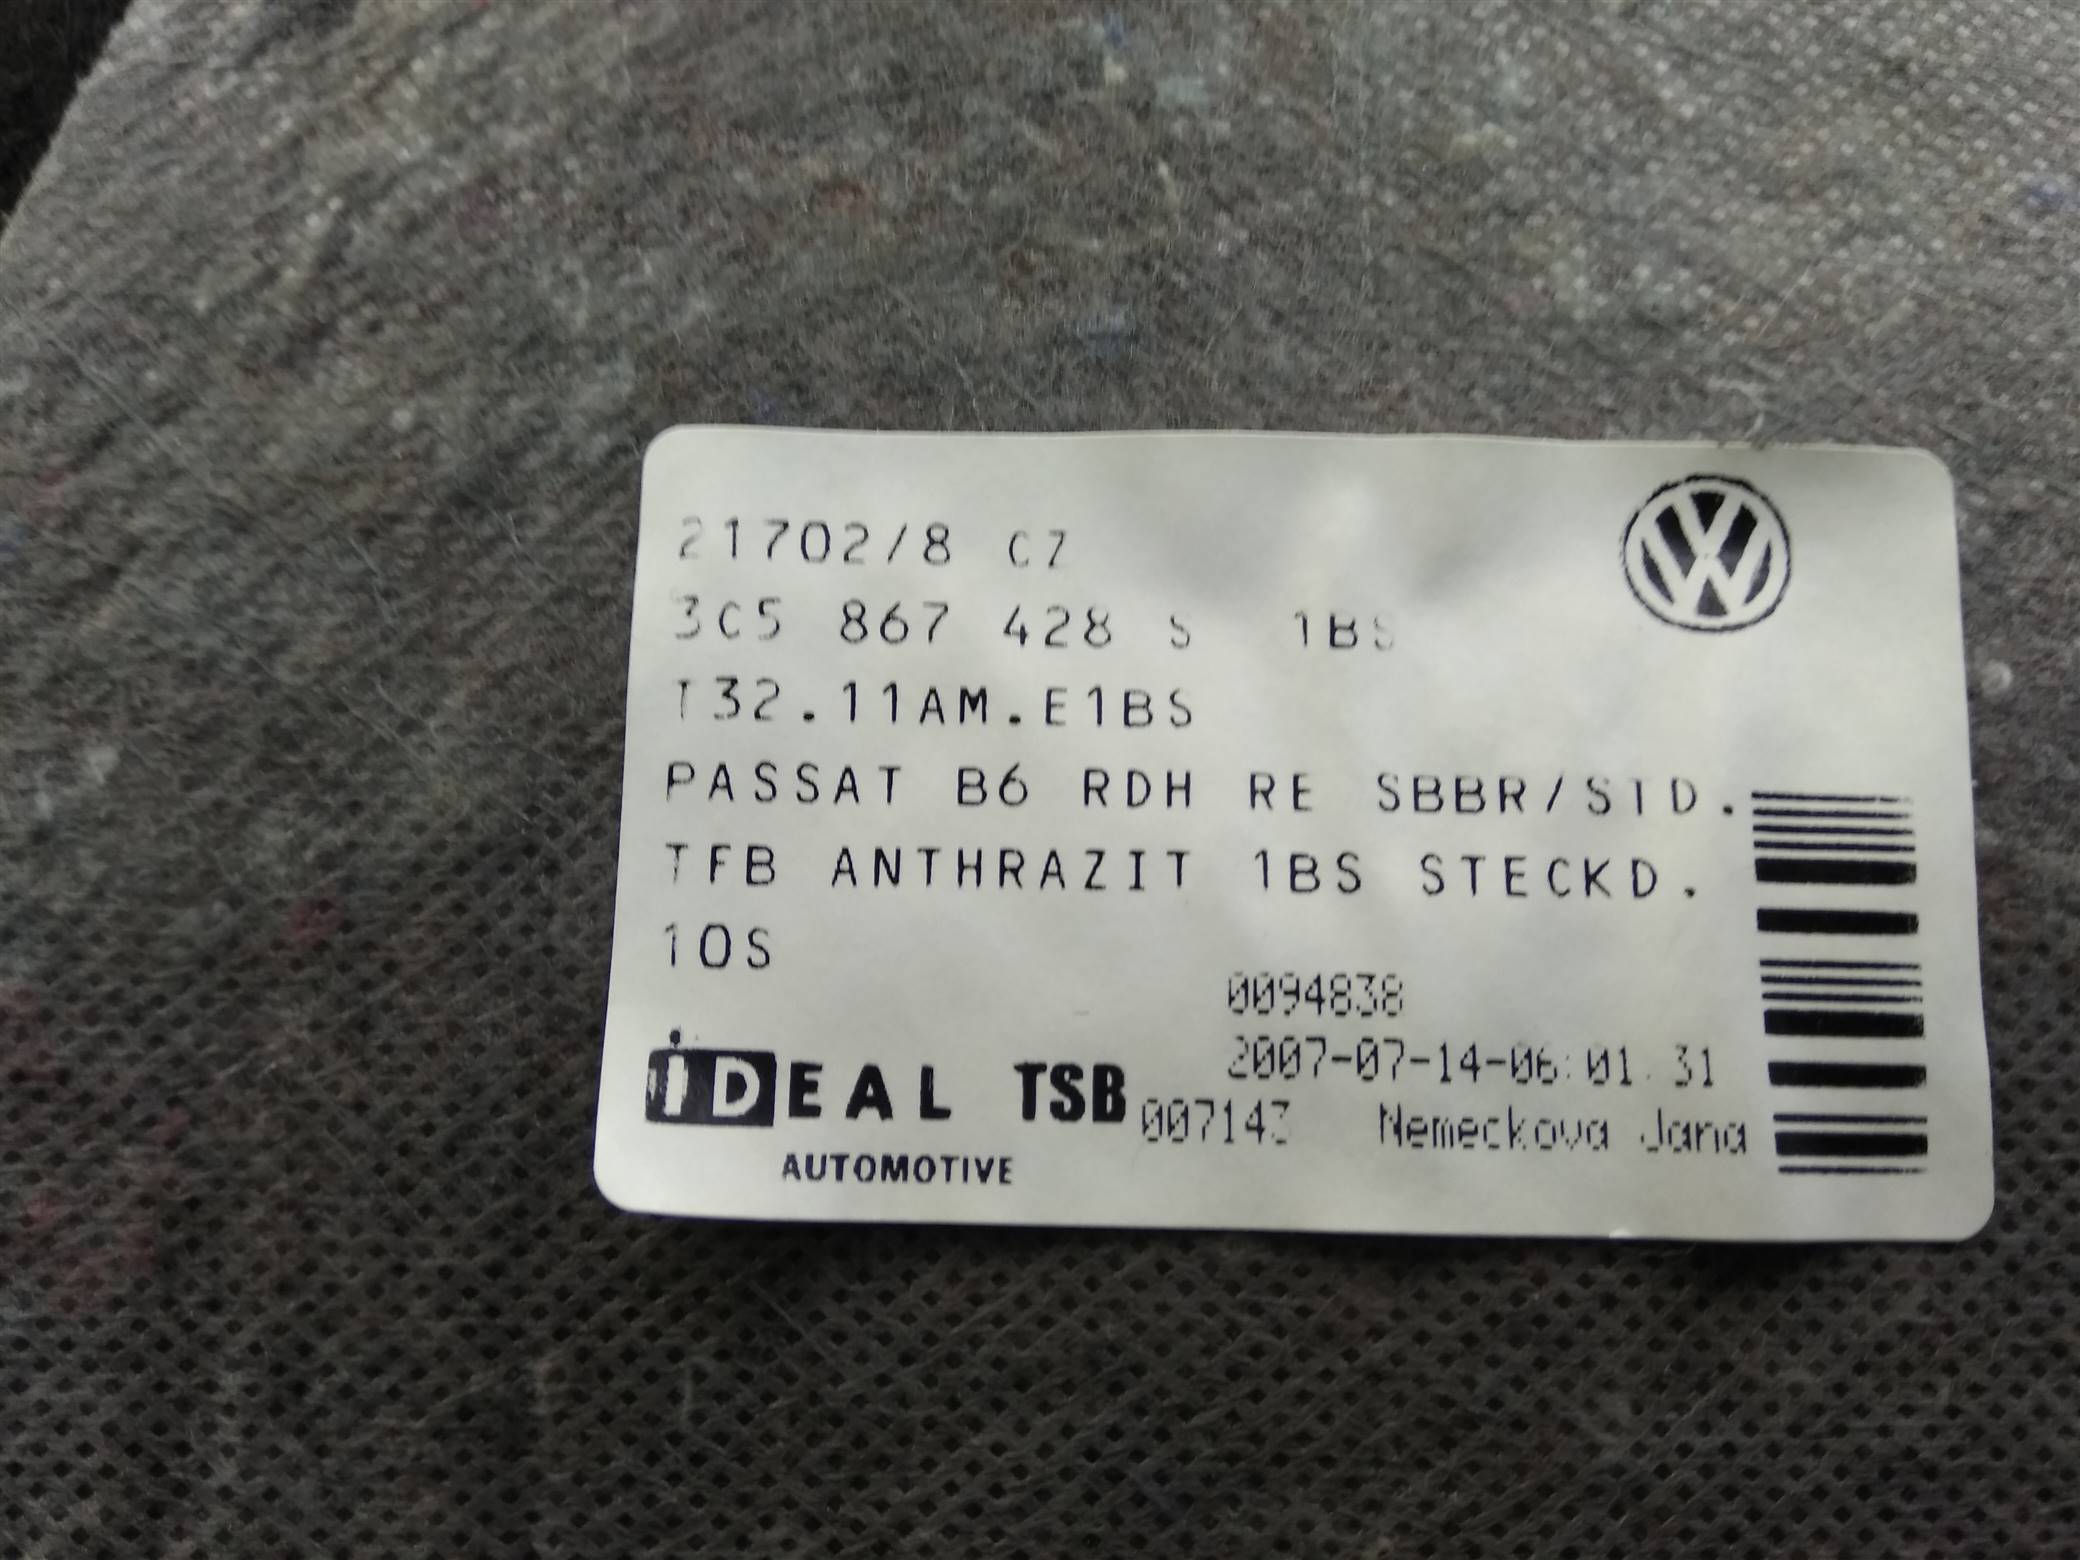 21702/8 CZ
3C5 867 428 S 1BS
T32.11AM.E1BS
PASSAT B6 RDH RE SBBR/STD.
TFB ANTHRAZIT 1BS STECKD.
10S
0094838
2007-07-14-06:01.31
iDEAL TSB
007143 Nemeckova Jana
AUTOMOTIVE